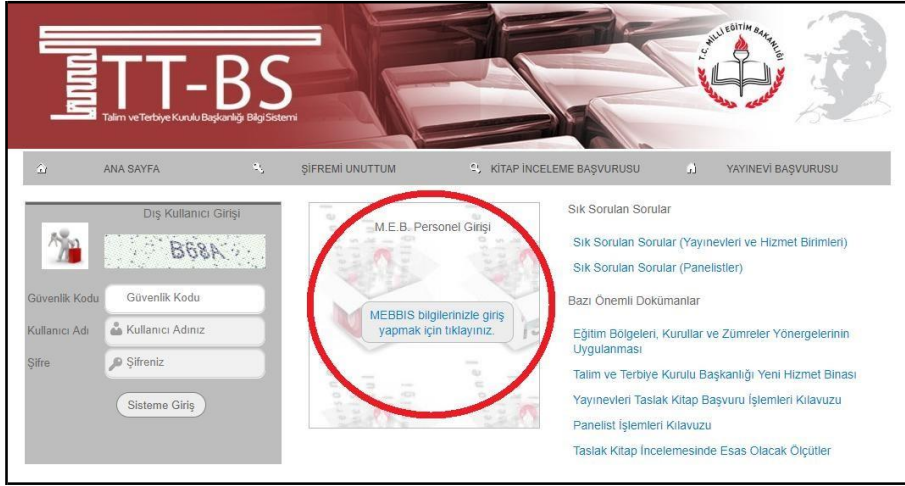 TT-BS
Talim ve Terbiye Kurulu Başkanlığı Bilgi Sistemi
T.C. MİLLİ EĞİTİM BAKANLIĞI
ANA SAYFA
ŞİFREMİ UNUTTUM
KİTAP İNCELEME BAŞVURUSU
YAYINEVİ BAŞVURUSU
Dış Kullanıcı Girişi
B68A
Güvenlik Kodu Güvenlik Kodu
Kullanıcı Adı Kullanıcı Adınız
Şifre Şifreniz
Sisteme Giriş
M.E.B. Personel Girişi
MEBBIS bilgilerinizle giriş
yapmak için tıklayınız.
Sık Sorulan Sorular
Sık Sorulan Sorular (Yayınevleri ve Hizmet Birimleri)
Sık Sorulan Sorular (Panelistler)
Bazı Önemli Dokümanlar
Eğitim Bölgeleri, Kurullar ve Zümreler Yönergelerinin
Uygulanması
Talim ve Terbiye Kurulu Başkanlığı Yeni Hizmet Binası
Yayınevleri Taslak Kitap Başvuru İşlemleri Kılavuzu
Panelist İşlemleri Kılavuzu
Taslak Kitap İncelemesinde Esas Olacak Ölçütler